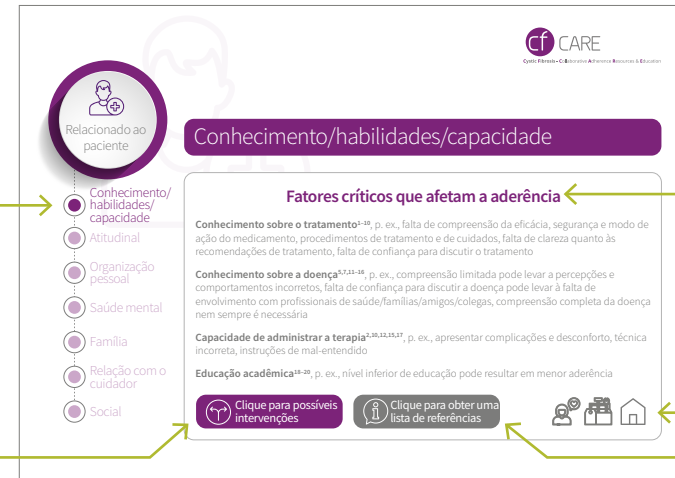 cf CARE
Cystic Fibrosis – CollAborative Adherence Resources & Education
Relacionado ao
paciente
Conhecimento/habilidades/capacidade
Conhecimento/
habilidades/
capacidade
Atitudinal
Organização
pessoal
Saúde mental
Família
Relação com o
cuidador
Social
Fatores críticos que afetam a aderência
Conhecimento sobre o tratamento¹⁻¹⁰, p. ex., falta de compreensão da eficácia, segurança e modo de
ação do medicamento, procedimentos de tratamento e de cuidados, falta de clareza quanto às
recomendações de tratamento, falta de confiança para discutir o tratamento
Conhecimento sobre a doença⁵,⁷,¹¹⁻¹⁶, p. ex., compreensão limitada pode levar a percepções e
comportamentos incorretos, falta de confiança para discutir a doença pode levar à falta de
envolvimento com profissionais de saúde/famílias/amigos/colegas, compreensão completa da doença
nem sempre é necessária
Capacidade de administrar a terapia²,¹⁰,¹²,¹⁵,¹⁷, p. ex., apresentar complicações e desconforto, técnica
incorreta, instruções de mal-entendido
Educação acadêmica¹⁸⁻²⁰, p. ex., nível inferior de educação pode resultar em menor aderência
Clique para possíveis
intervenções
Clique para obter uma
lista de referências